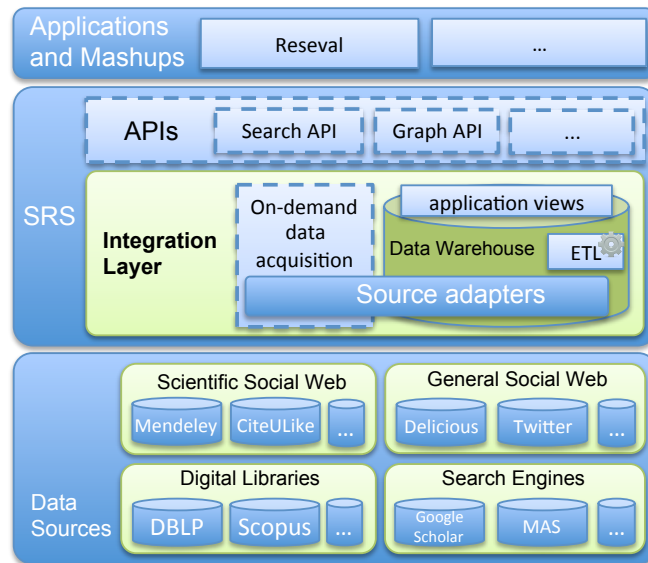 Applications
and Mashups
Reseval
...
SRS
APIs
Search API
Graph API
...
Integration
Layer
On-demand
data
acquisition
application views
Data Warehouse
ETL
Source adapters
Data
Sources
Scientific Social Web
Mendeley
CiteULike
...
General Social Web
Delicious
Twitter
...
Digital Libraries
DBLP
Scopus
...
Search Engines
Google
Scholar
MAS
...